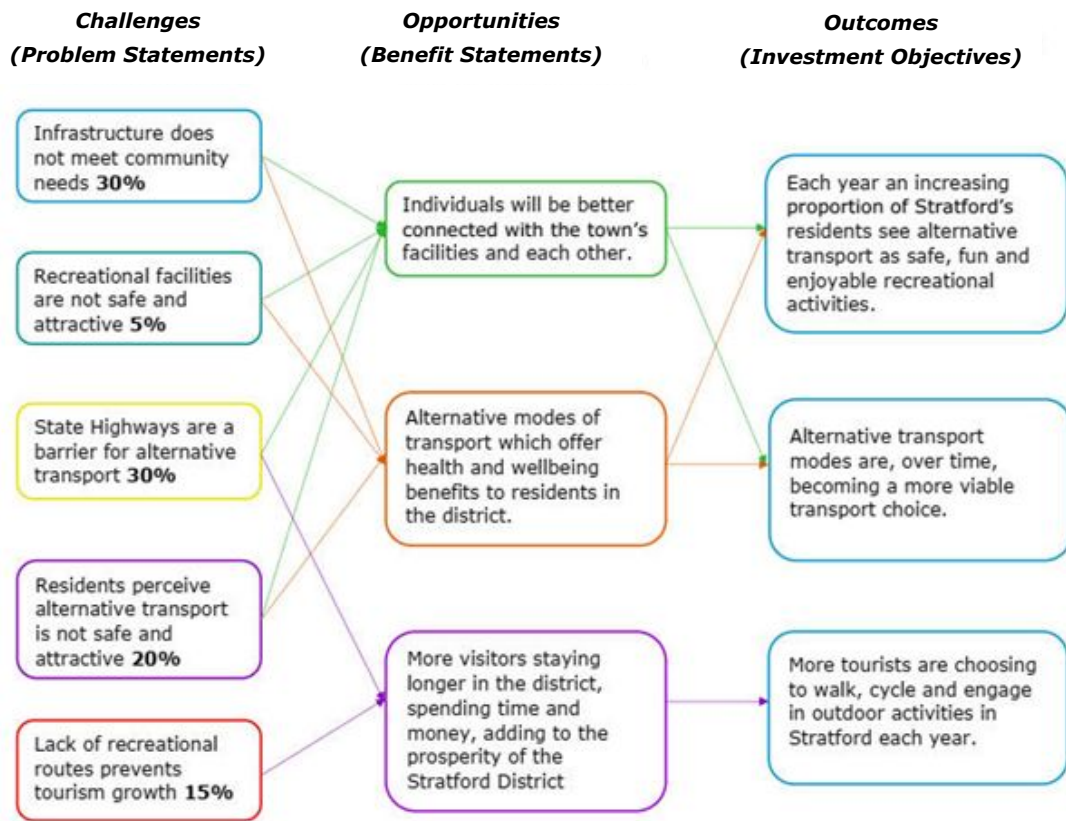 Challenges
(Problem Statements)
Opportunities
(Benefit Statements)
Outcomes
(Investment Objectives)
Infrastructure does
not meet community
needs 30%
Recreational facilities
are not safe and
attractive 5%
State Highways are a
barrier for alternative
transport 30%
Residents perceive
alternative transport
is not safe and
attractive 20%
Lack of recreational
routes prevents
tourism growth 15%
Individuals will be better
connected with the town's
facilities and each other.
Alternative modes of
transport which offer
health and wellbeing
benefits to residents in
the district.
More visitors staying
longer in the district,
spending time and
money, adding to the
prosperity of the
Stratford District
Each year an increasing
proportion of Stratford's
residents see alternative
transport as safe, fun and
enjoyable recreational
activities.
Alternative transport
modes are, over time,
becoming a more viable
transport choice.
More tourists are choosing
to walk, cycle and engage
in outdoor activities in
Stratford each year.